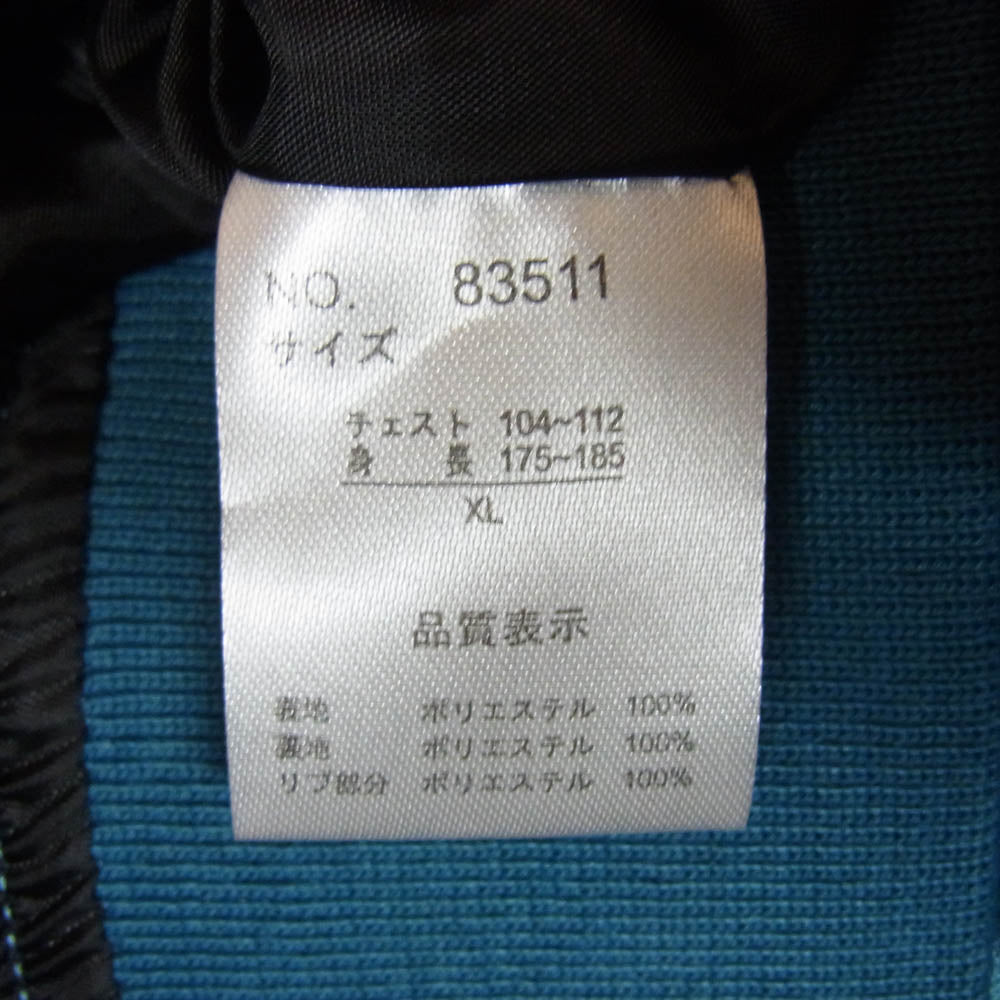 NO. 83511
サイズ
チェスト 104~112
身 長 175~185
XL
品質表示
表地 ポリエステル 100%
裏地 ポリエステル 100%
リブ部分 ポリエステル 100%